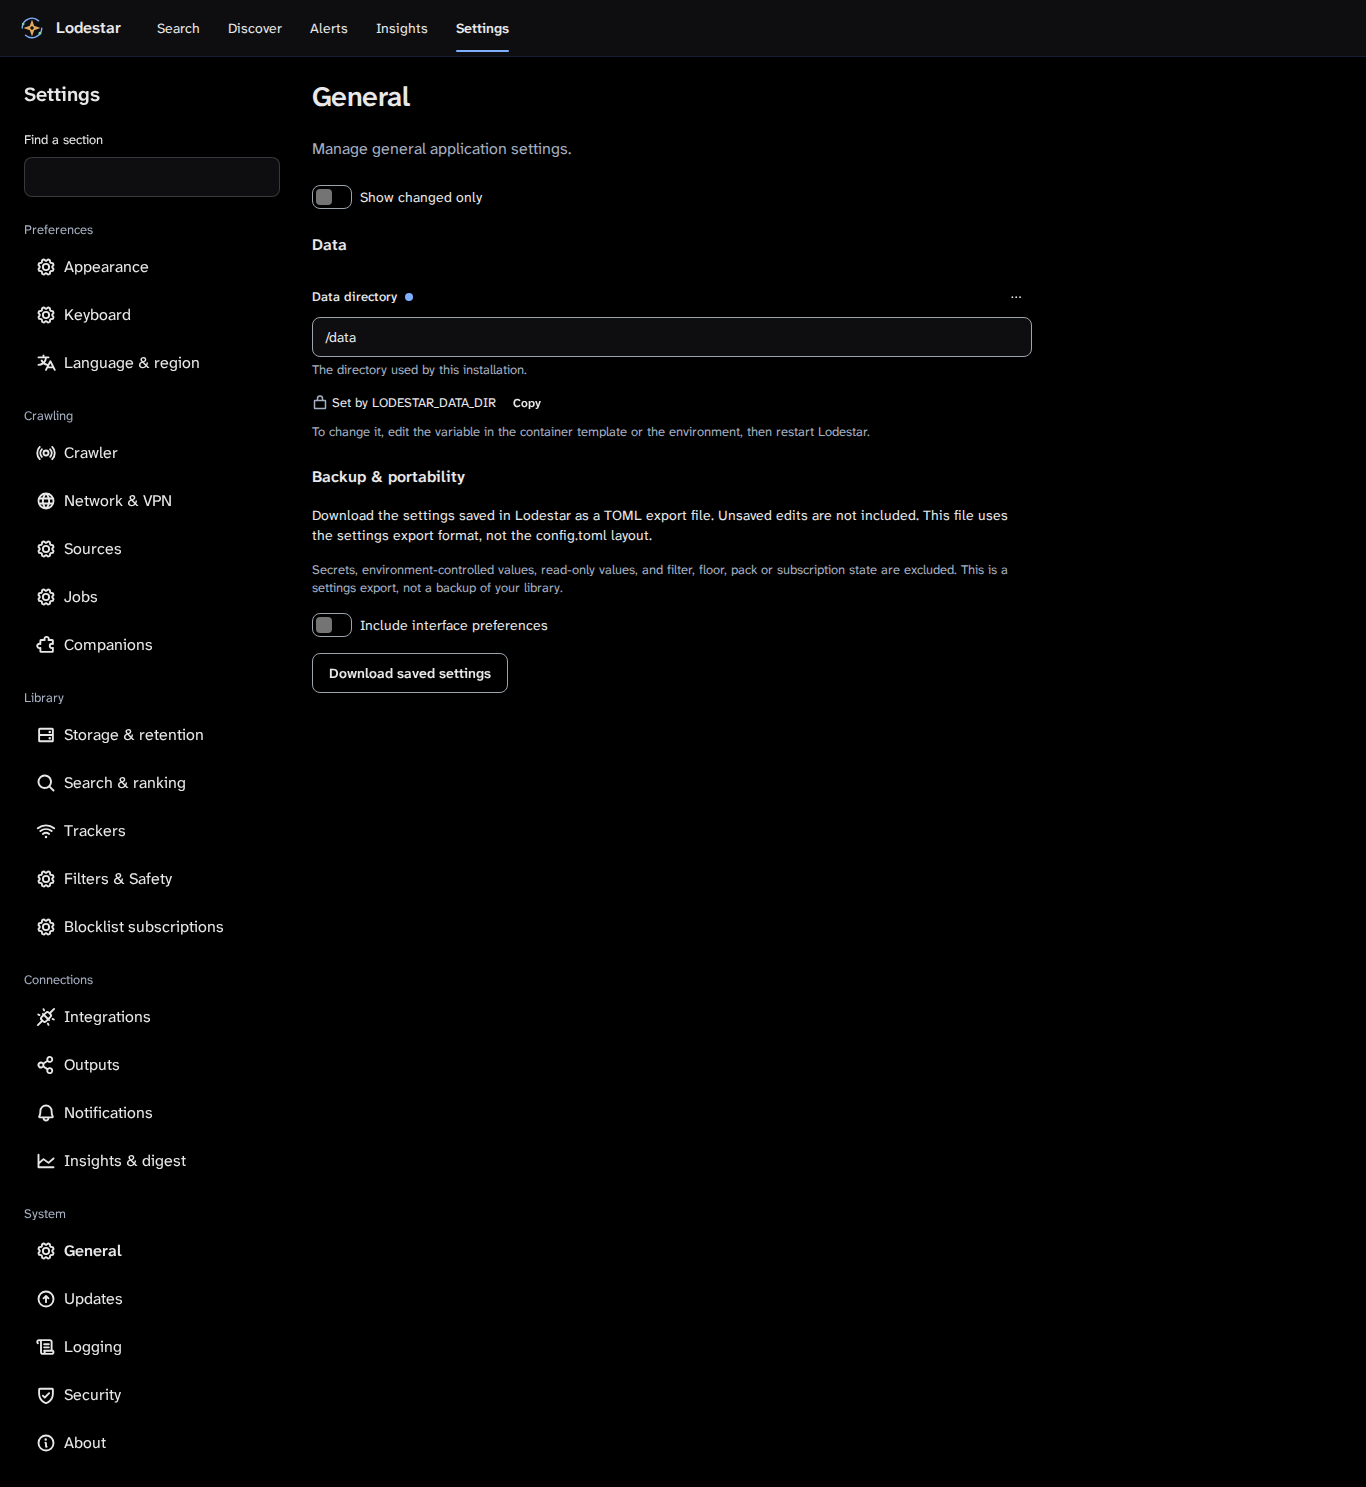 Lodestar
Search
Discover
Alerts
Insights
Settings
Settings
Find a section
Preferences
Appearance
Keyboard
Language & region
Crawling
Crawler
Network & VPN
Sources
Jobs
Companions
Library
Storage & retention
Search & ranking
Trackers
Filters & Safety
Blocklist subscriptions
Connections
Integrations
Outputs
Notifications
Insights & digest
System
General
Updates
Logging
Security
About
General
Manage general application settings.
Show changed only
Data
Data directory
...
/data
The directory used by this installation.
Set by LODESTAR_DATA_DIR
Copy
To change it, edit the variable in the container template or the environment, then restart Lodestar.
Backup & portability
Download the settings saved in Lodestar as a TOML export file. Unsaved edits are not included. This file uses
the settings export format, not the config.toml layout.
Secrets, environment-controlled values, read-only values, and filter, floor, pack or subscription state are excluded. This is a
settings export, not a backup of your library.
Include interface preferences
Download saved settings